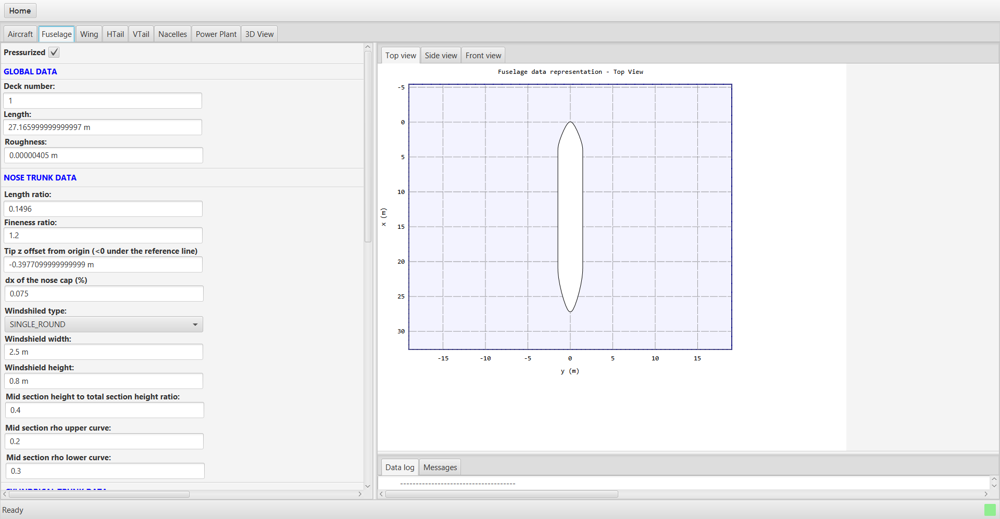 Home
Aircraft Fuselage Wing HTail VTail Nacelles Power Plant 3D View
Pressurized
GLOBAL DATA
Deck number:
1
Length:
27.165999999999997 m
Roughness:
0.00000405 m
NOSE TRUNK DATA
Length ratio:
0.1496
Fineness ratio:
1.2
Tip z offset from origin (<0 under the reference line)
-0.3977099999999999 m
dx of the nose cap (%)
0.075
Windshiled type:
SINGLE_ROUND
Windshield width:
2.5 m
Windshield height:
0.8 m
Mid section height to total section height ratio:
0.4
Mid section rho upper curve:
0.2
Mid section rho lower curve:
0.3
CYLINDRICAL TRUNK DATA
Top view Side view Front view
Fuselage data representation - Top View
-5
0
5
10
15
20
25
30
x (m)
-15 -10 -5 0 5 10 15
y (m)
Data log Messages
-------------------------------------
Ready